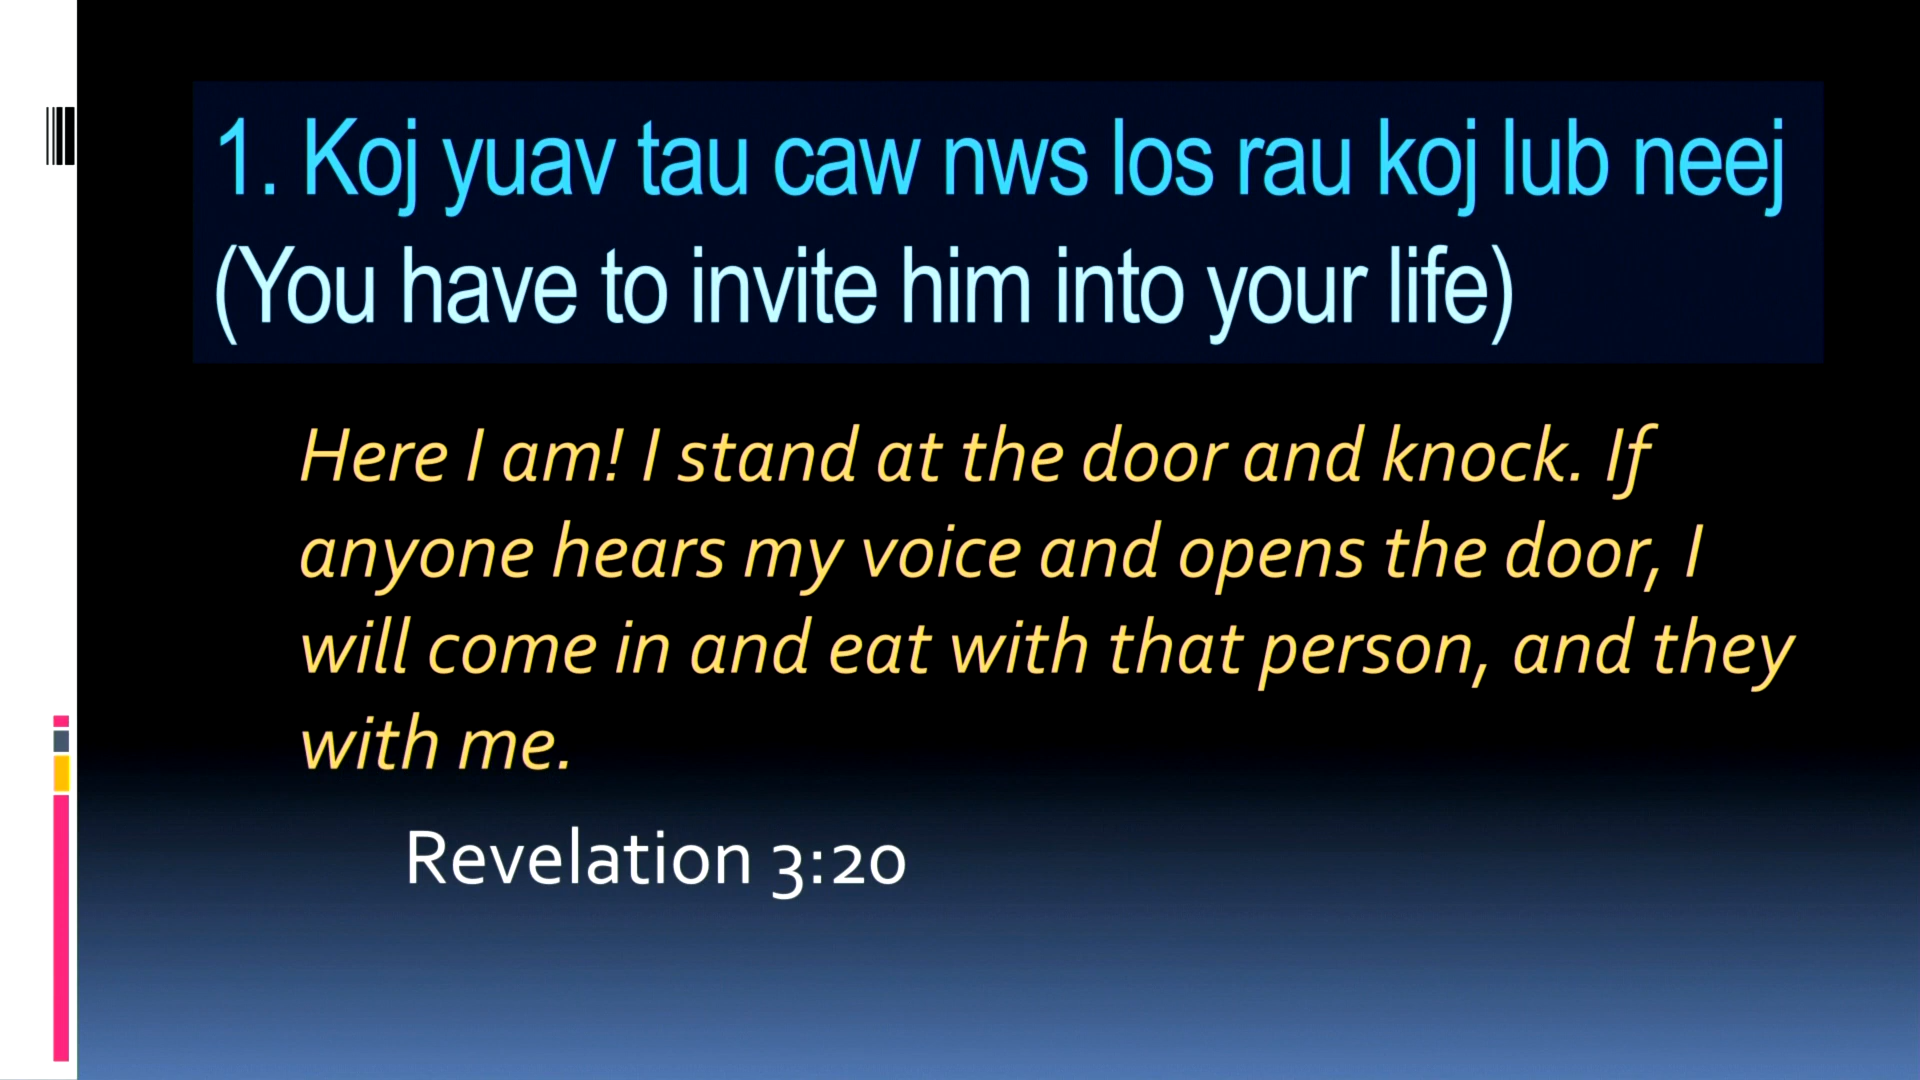 1. Koj yuav tau caw nws los rau koj lub neej
(You have to invite him into your life)
Here I am! I stand at the door and knock. If
anyone hears my voice and opens the door, I
will come in and eat with that person, and they
with me.
Revelation 3:20